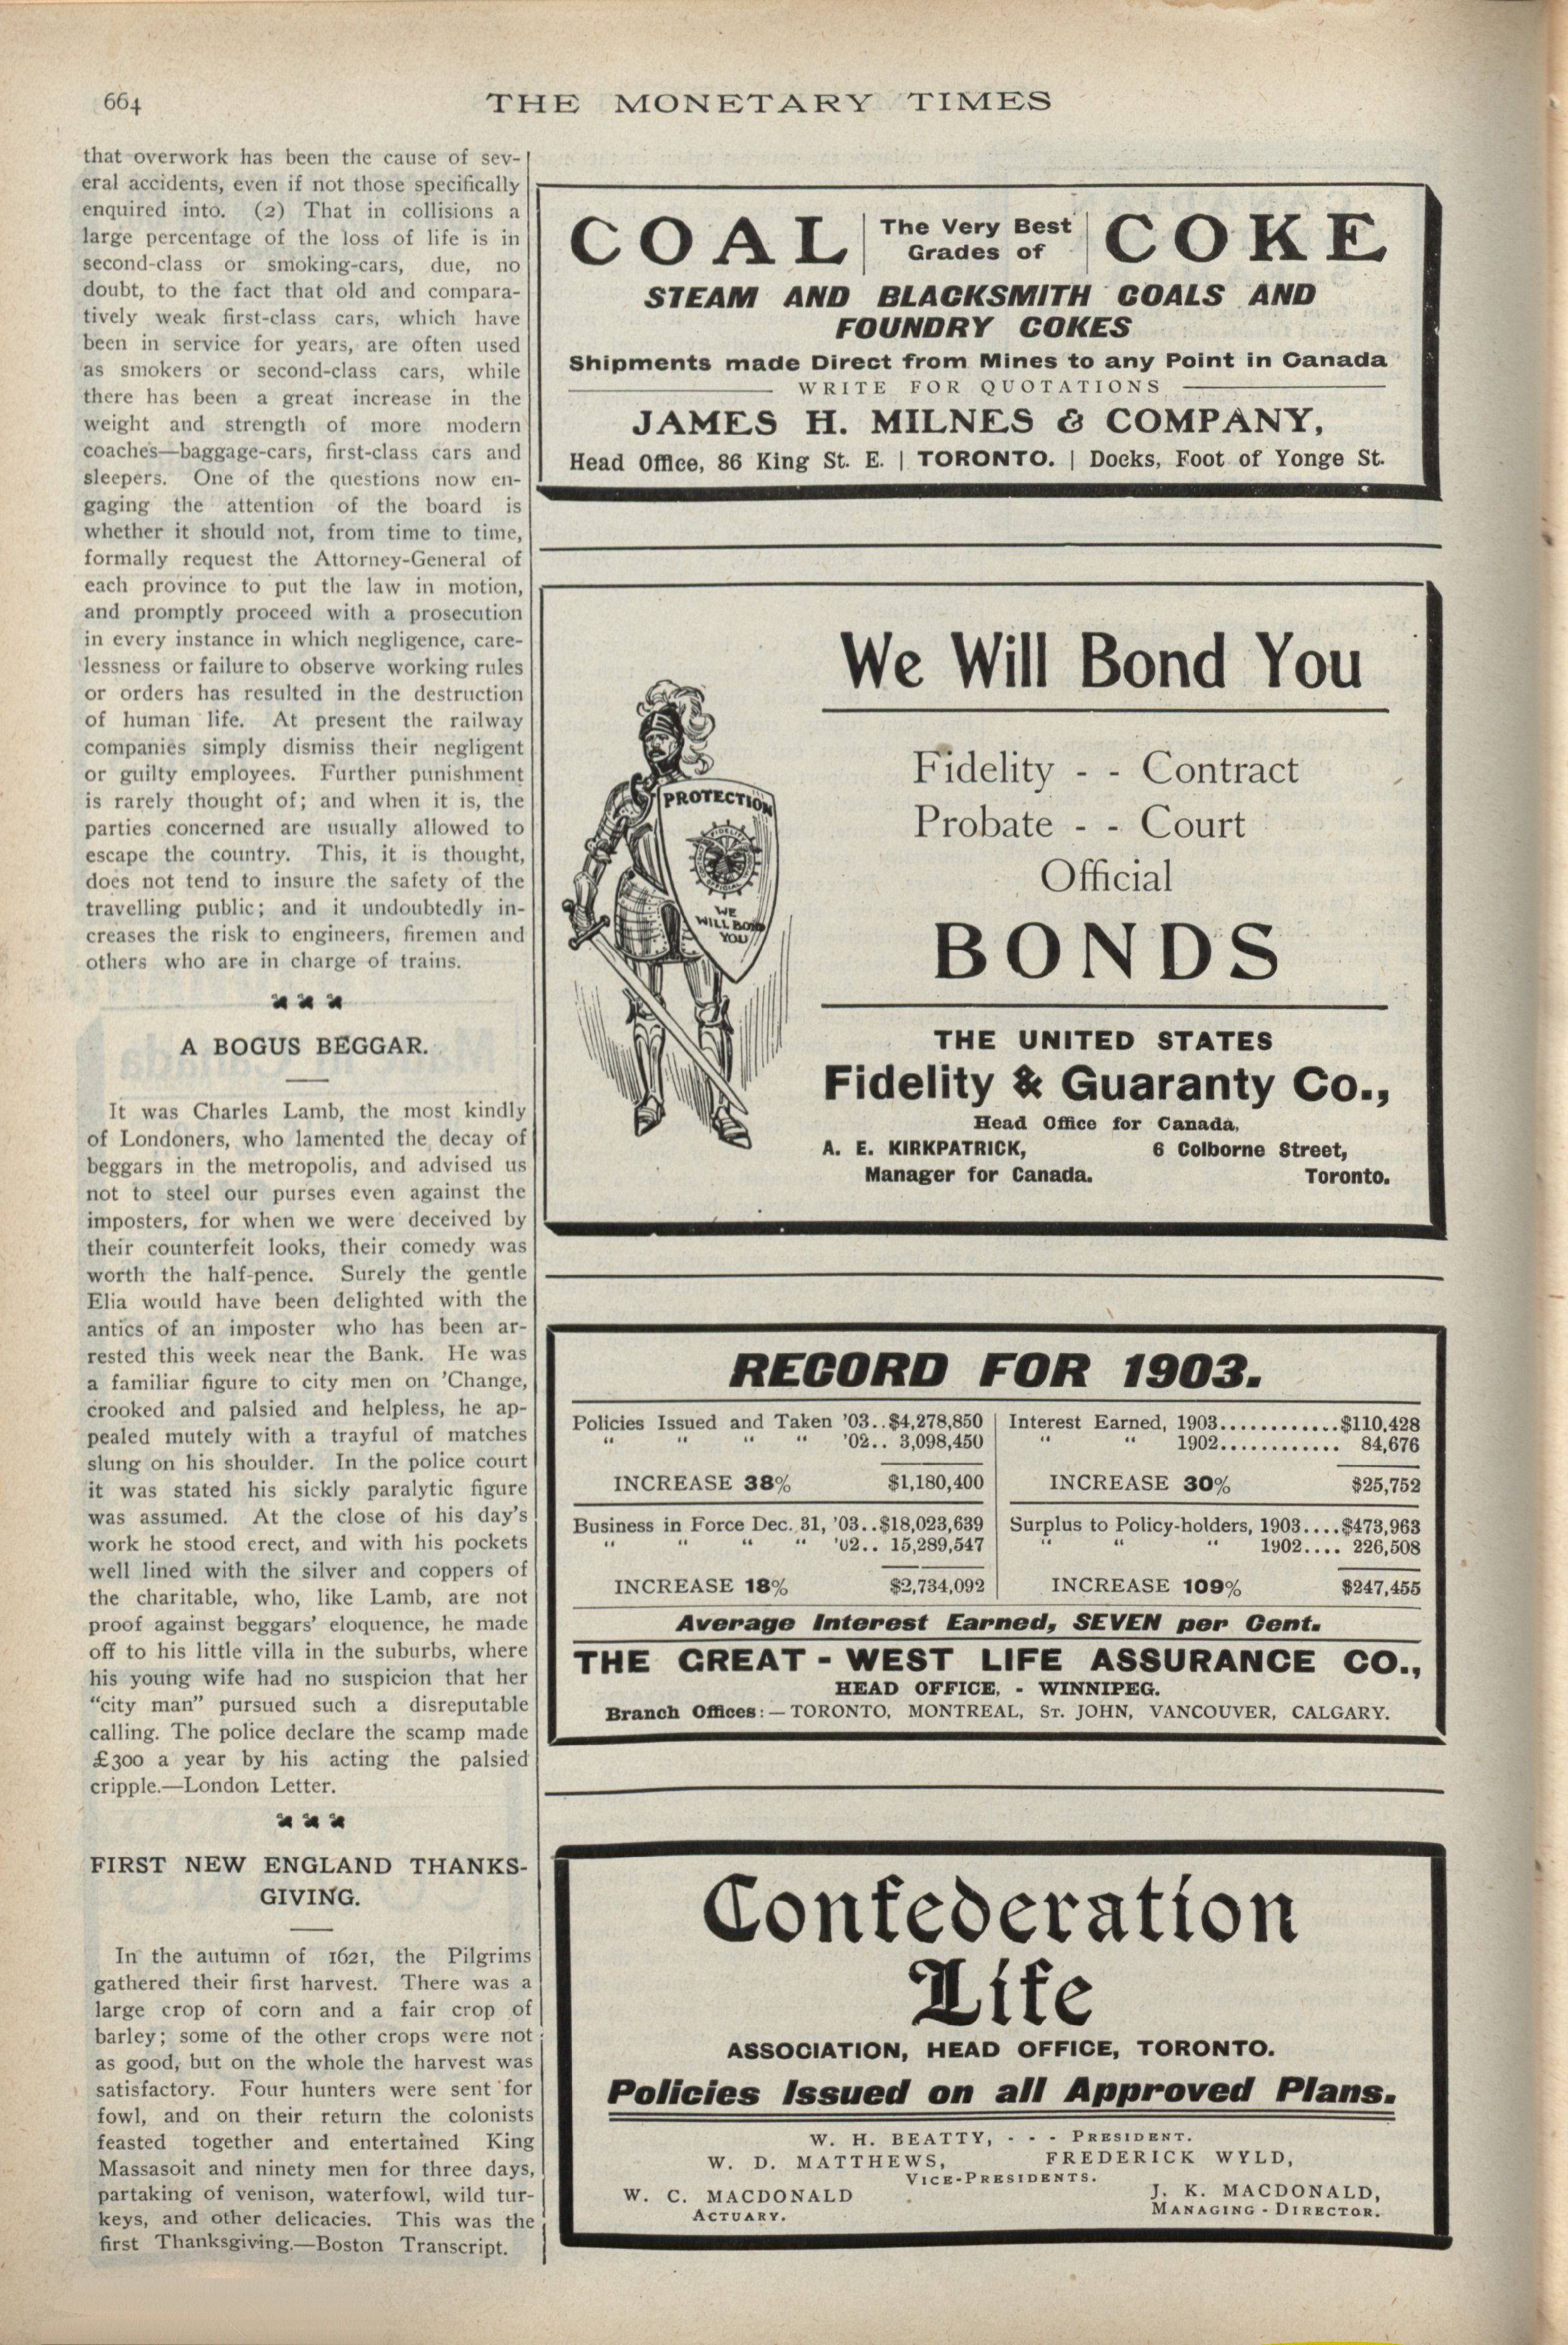 664
THE MONETARY TIMES
that overwork has been the cause of sev-
eral accidents, even if not those specifically
enquired into. (2) That in collisions a
large percentage of the loss of life is in
second-class or smoking-cars, due, no
doubt, to the fact that old and compara-
tively weak first-class cars, which have
been in service for years, are often used
as smokers or second-class cars, while
there has been a great increase in the
weight and strength of more modern
coaches—baggage-cars, first-class cars and
sleepers. One of the questions now en-
gaging the attention of the board is
whether it should not, from time to time,
formally request the Attorney-General of
each province to put the law in motion,
and promptly proceed with a prosecution
in every instance in which negligence, care-
lessness or failure to observe working rules
or orders has resulted in the destruction
of human life. At present the railway
companies simply dismiss their negligent
or guilty employees. Further punishment
is rarely thought of; and when it is, the
parties concerned are usually allowed to
escape the country. This, it is thought,
does not tend to insure the safety of the
travelling public; and it undoubtedly in-
creases the risk to engineers, firemen and
others who are in charge of trains.
A BOGUS BEGGAR.
It was Charles Lamb, the most kindly
of Londoners, who lamented the decay of
beggars in the metropolis, and advised us
not to steel our purses even against the
imposters, for when we were deceived by
their counterfeit looks, their comedy was
worth the half-pence. Surely the gentle
Elia would have been delighted with the
antics of an imposter who has been ar-
rested this week near the Bank. He was
a familiar figure to city men on 'Change,
crooked and palsied and helpless, he ap-
pealed mutely with a trayful of matches
slung on his shoulder. In the police court
it was stated his sickly paralytic figure
was assumed. At the close of his day's
work he stood erect, and with his pockets
well lined with the silver and coppers of
the charitable, who, like Lamb, are not
proof against beggars' eloquence, he made
off to his little villa in the suburbs, where
his young wife had no suspicion that her
"city man" pursued such a disreputable
calling. The police declare the scamp made
£300 a year by his acting the palsied
cripple.—London Letter.
FIRST NEW ENGLAND THANKS-
GIVING.
In the autumn of 1621, the Pilgrims
gathered their first harvest. There was a
large crop of corn and a fair crop of
barley; some of the other crops were not
as good, but on the whole the harvest was
satisfactory. Four hunters were sent for
fowl, and on their return the colonists
feasted together and entertained King
Massasoit and ninety men for three days,
partaking of venison, waterfowl, wild tur-
keys, and other delicacies. This was the
first Thanksgiving.—Boston Transcript.
COAL The Very Best Grades of COKE
STEAM AND BLACKSMITH COALS AND
FOUNDRY COKES
Shipments made Direct from Mines to any Point in Canada
WRITE FOR QUOTATIONS
JAMES H. MILNES & COMPANY,
Head Office, 86 King St. E. | TORONTO. | Docks, Foot of Yonge St.
We Will Bond You
Fidelity - - Contract
Probate - - Court
Official
BONDS
PROTECTION
FIDELITY
OFFICIAL
WE
WILL BOND
YOU
THE UNITED STATES
Fidelity & Guaranty Co.,
Head Office for Canada,
A. E. KIRKPATRICK, 6 Colborne Street,
Manager for Canada. Toronto.
RECORD FOR 1903.
Policies Issued and Taken '03..$4,278,850
" " " " '02.. 3,098,450
INCREASE 38% $1,180,400
Interest Earned, 1903............$110,428
" " 1902............ 84,676
INCREASE 30% $25,752
Business in Force Dec. 31, '03..$18,023,639
" " " " '02.. 15,289,547
INCREASE 18% $2,734,092
Surplus to Policy-holders, 1903....$473,963
" " " 1902.... 226,508
INCREASE 109% $247,455
Average Interest Earned, SEVEN per Cent.
THE GREAT-WEST LIFE ASSURANCE CO.,
HEAD OFFICE, - WINNIPEG.
Branch Offices:—TORONTO, MONTREAL, ST. JOHN, VANCOUVER, CALGARY.
Confederation
Life
ASSOCIATION, HEAD OFFICE, TORONTO.
Policies Issued on all Approved Plans.
W. H. BEATTY, - - - PRESIDENT.
W. D. MATTHEWS, FREDERICK WYLD,
VICE-PRESIDENTS.
W. C. MACDONALD J. K. MACDONALD,
ACTUARY. MANAGING-DIRECTOR.